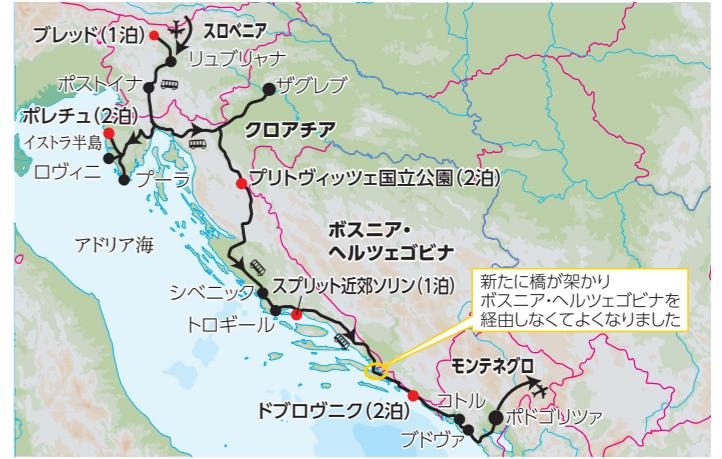 スロベニア
ブレッド(1泊)
リュブリャナ
ポストイナ
ザグレブ
ポレチュ(2泊)
イストラ半島
クロアチア
ロヴィニ
プーラ
プリトヴィッツェ国立公園(2泊)
アドリア海
ボスニア・
ヘルツェゴビナ
シベニック
スプリット近郊ソリン(1泊)
トロギール
新たに橋が架かり
ボスニア・ヘルツェゴビナを
経由しなくてよくなりました
モンテネグロ
ドブロヴニク(2泊)
コトル
ポドゴリツァ
ブドヴァ